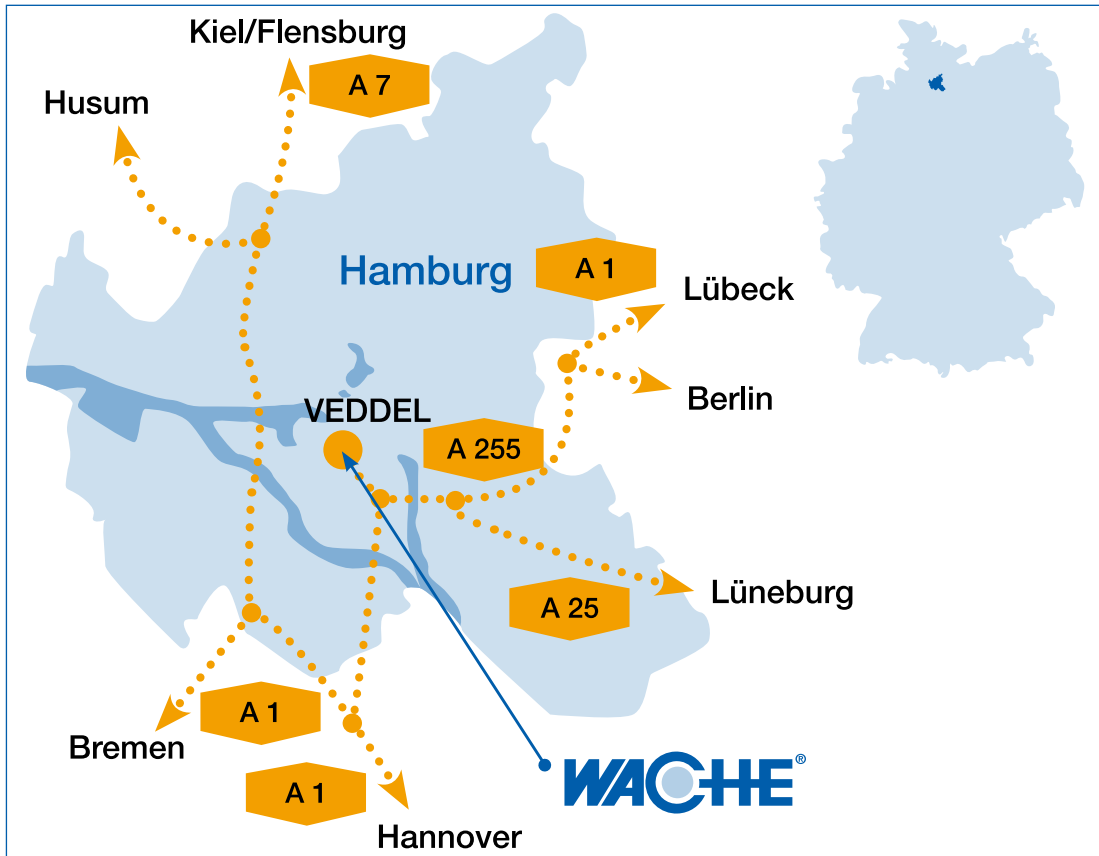 Kiel/Flensburg
A 7
Husum
Hamburg
A 1
Lübeck
Berlin
VEDDEL
A 255
Lüneburg
A 25
A 1
Bremen
WACHE®
A 1
Hannover